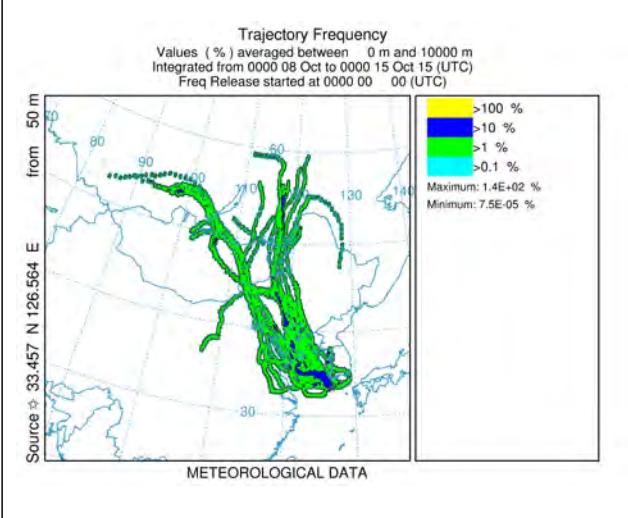 Trajectory Frequency
Values ( % ) averaged between 0 m and 10000 m
Integrated from 0000 08 Oct to 0000 15 Oct 15 (UTC)
Freq Release started at 0000 00 00 (UTC)
Source ☆ 33.457 N 126.564 E from 50 m
>100 %
>10 %
>1 %
>0.1 %
Maximum: 1.4E+02 %
Minimum: 7.5E-05 %
70
80
90
110
60
130
140
30
METEOROLOGICAL DATA